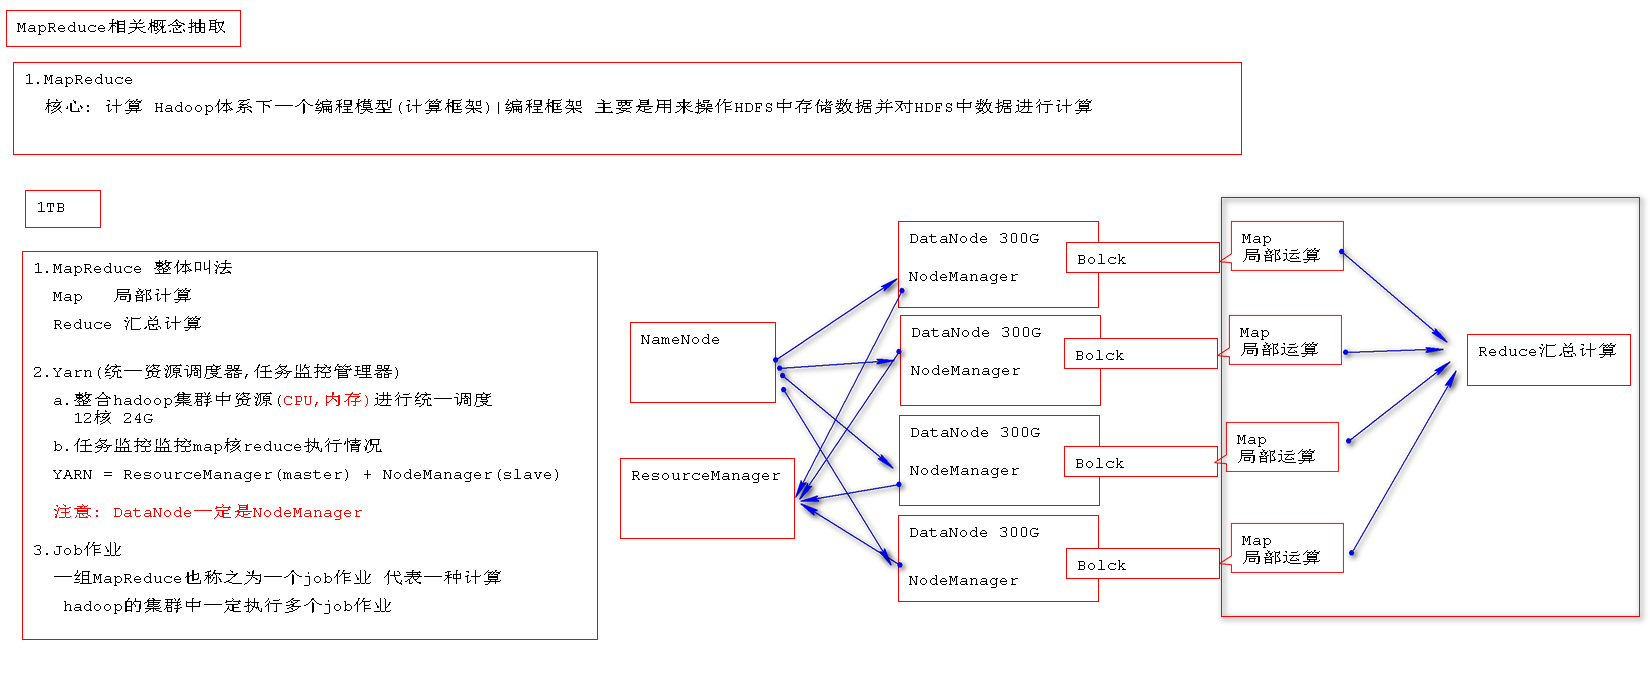 MapReduce相关概念抽取
1.MapReduce
核心: 计算 Hadoop体系下一个编程模型(计算框架)|编程框架 主要是用来操作HDFS中存储数据并对HDFS中数据进行计算
1TB
1.MapReduce 整体叫法
Map 局部计算
Reduce 汇总计算
2.Yarn(统一资源调度器,任务监控管理器)
a.整合hadoop集群中资源(CPU,内存)进行统一调度
12核 24G
b.任务监控监控map核reduce执行情况
YARN = ResourceManager(master) + NodeManager(slave)
注意: DataNode一定是NodeManager
3.Job作业
一组MapReduce也称之为一个job作业 代表一种计算
hadoop的集群中一定执行多个job作业
NameNode
ResourceManager
DataNode 300G
NodeManager
Bolck
Map
局部运算
DataNode 300G
NodeManager
Bolck
Map
局部运算
DataNode 300G
NodeManager
Bolck
Map
局部运算
DataNode 300G
NodeManager
Bolck
Map
局部运算
Reduce汇总计算